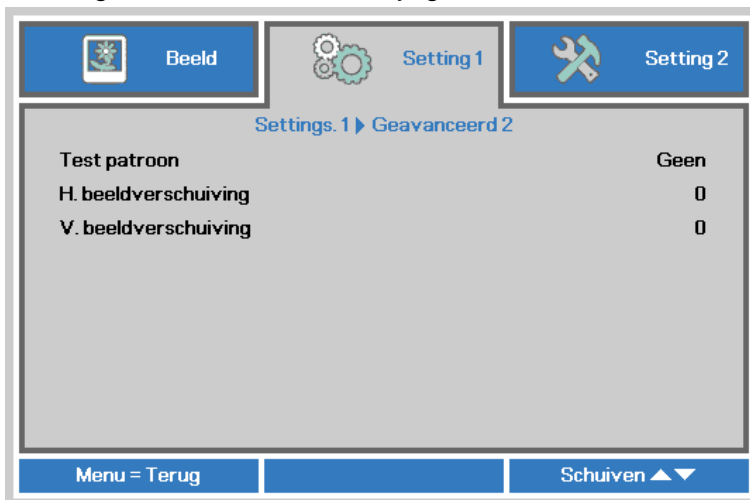 Beeld Setting 1 Setting 2
Settings. 1 Geavanceerd 2
Test patroon Geen
H. beeldverschuiving 0
V. beeldverschuiving 0
Menu = Terug Schuiven ▲▼